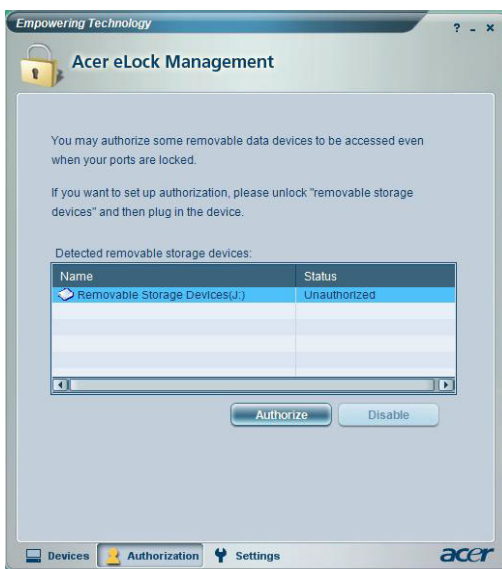 Empowering Technology
? - ×
Acer eLock Management
You may authorize some removable data devices to be accessed even
when your ports are locked.
If you want to set up authorization, please unlock "removable storage
devices" and then plug in the device.
Detected removable storage devices:
Name Status
Removable Storage Devices(J:) Unauthorized
Authorize Disable
Devices Authorization Settings acer